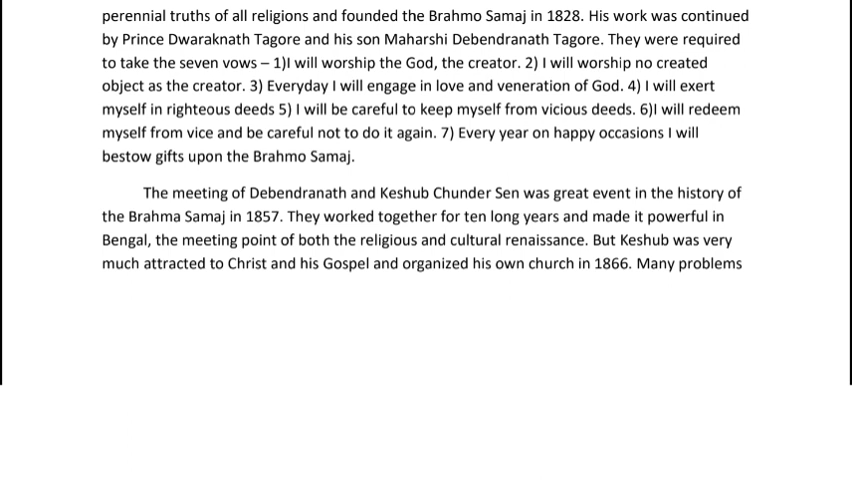 perennial truths of all religions and founded the Brahmo Samaj in 1828. His work was continued
by Prince Dwaraknath Tagore and his son Maharshi Debendranath Tagore. They were required
to take the seven vows – 1)I will worship the God, the creator. 2) I will worship no created
object as the creator. 3) Everyday I will engage in love and veneration of God. 4) I will exert
myself in righteous deeds 5) I will be careful to keep myself from vicious deeds. 6)I will redeem
myself from vice and be careful not to do it again. 7) Every year on happy occasions I will
bestow gifts upon the Brahmo Samaj.
The meeting of Debendranath and Keshub Chunder Sen was great event in the history of
the Brahma Samaj in 1857. They worked together for ten long years and made it powerful in
Bengal, the meeting point of both the religious and cultural renaissance. But Keshub was very
much attracted to Christ and his Gospel and organized his own church in 1866. Many problems